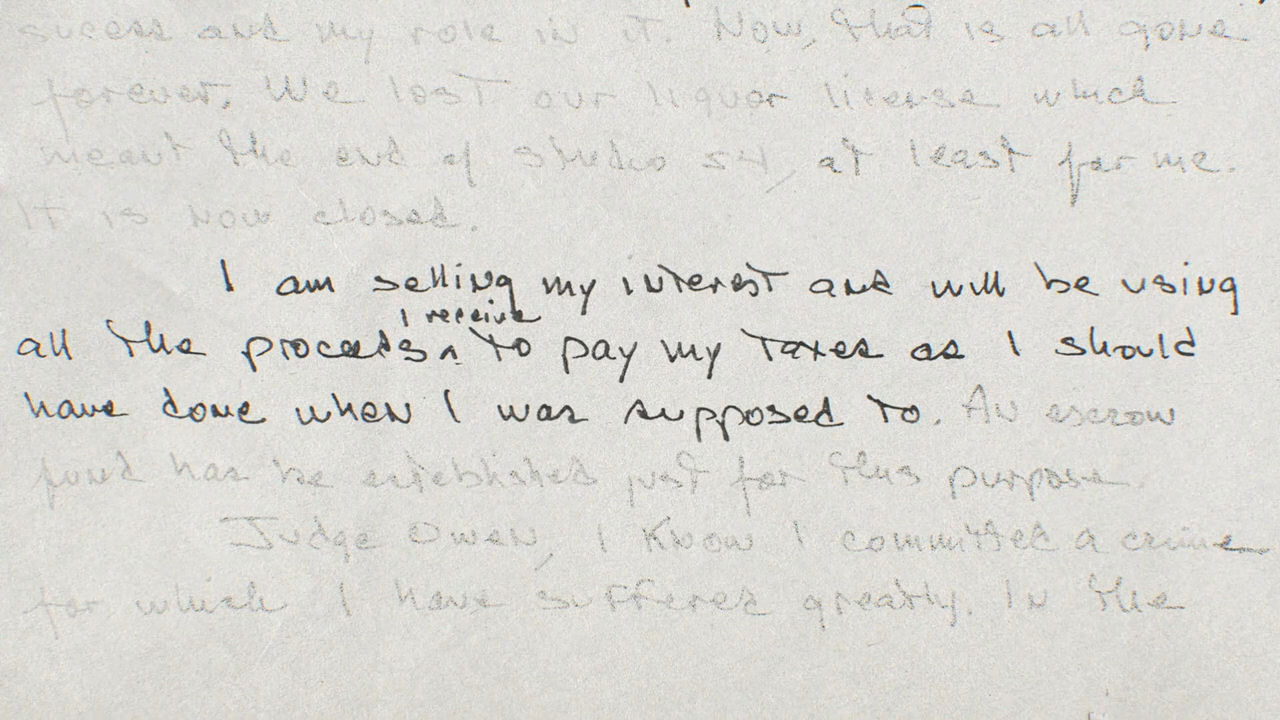 sucess and my role in it. Now, that is all gone
forever. We lost our liquor license which
meant the end of Studio 54, at least for me.
It is now closed.
I am selling my interest and will be using
I receive
all the proceeds ^ to pay my taxes as I should
have done when I was supposed to. An escrow
fund has be established just for this purpose.
Judge Owen, I know I committed a crime
for which I have suffered greatly. In the